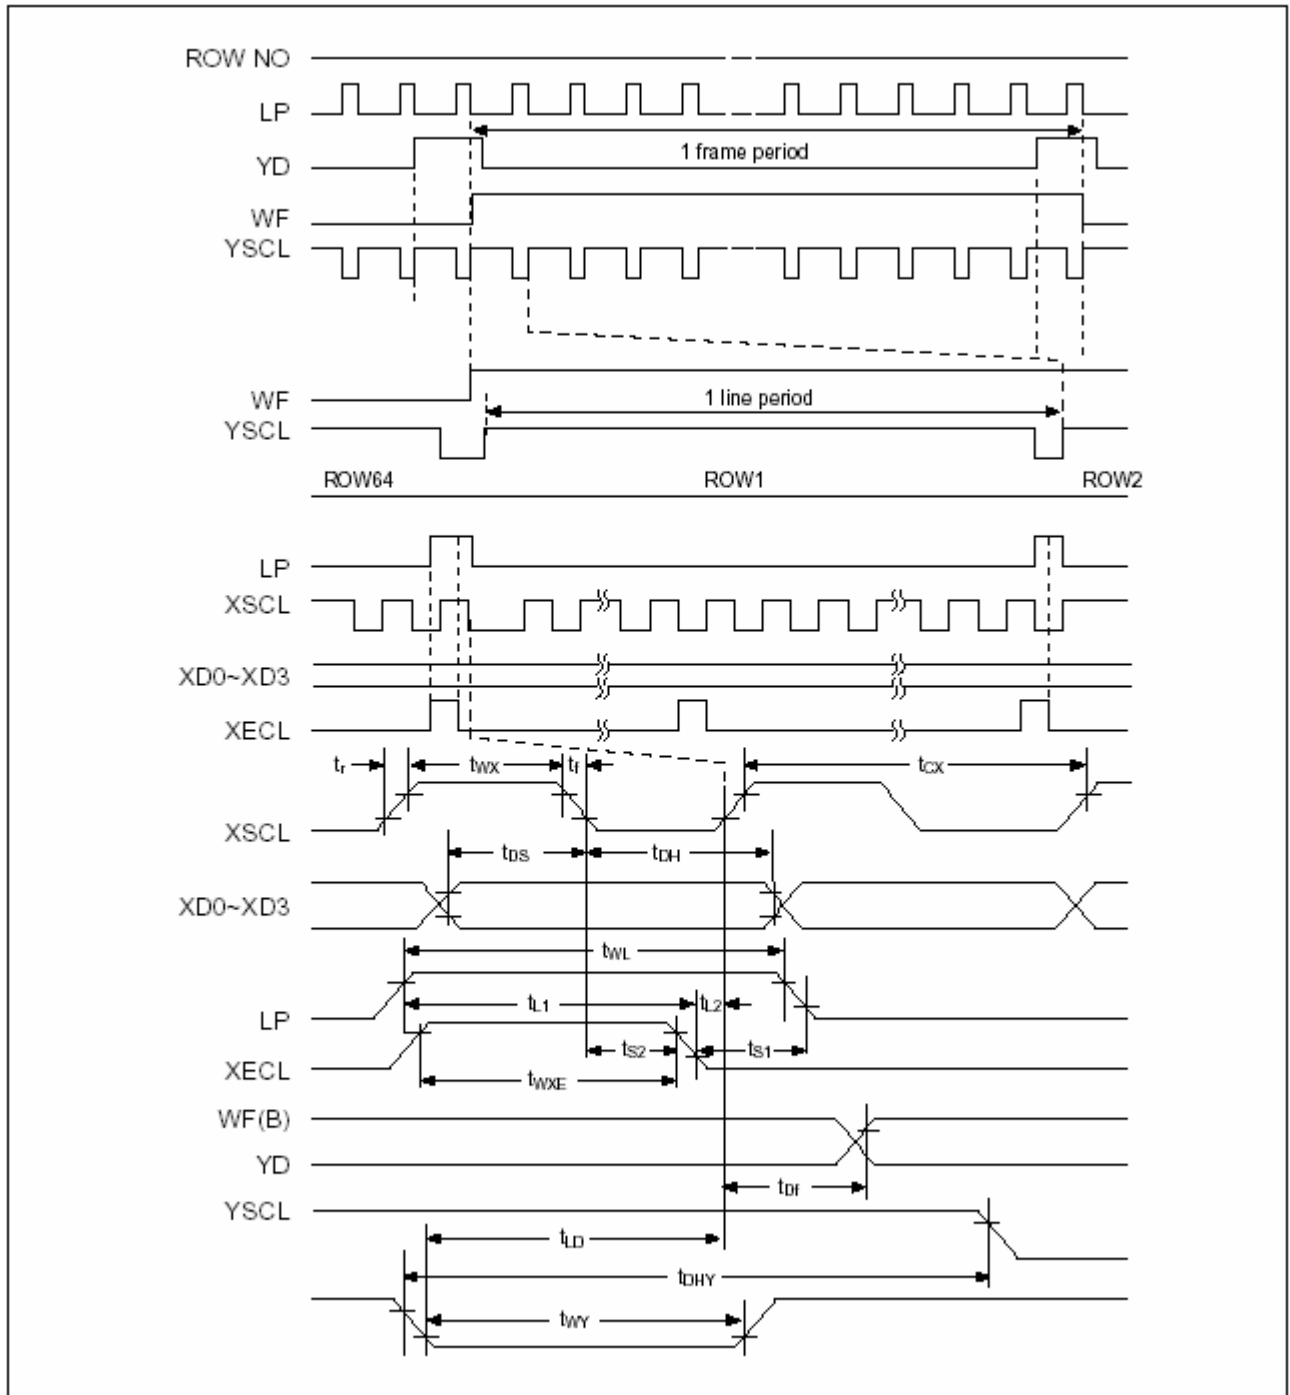 ROW NO
LP
1 frame period
YD
WF
YSCL
WF
1 line period
YSCL
ROW64 ROW1 ROW2
LP
XSCL
XD0~XD3
XECL
tr tWX tf tCX
XSCL
tDS tDH
XD0~XD3
tWL
tL1 tL2
LP
tS2 tS1
XECL
tWXE
WF(B)
YD
tDf
YSCL
tLD
tDHY
tWY